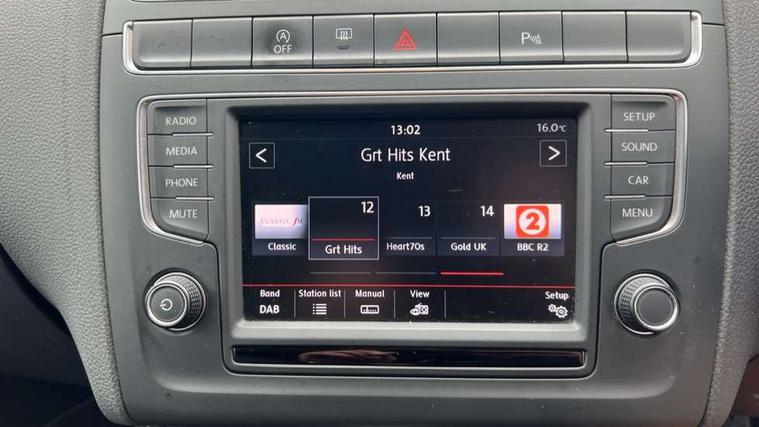 A
OFF
P
RADIO
MEDIA
PHONE
MUTE
13:02
16.0°c
Grt Hits Kent
Kent
CLASSIC fM
Classic
12
Grt Hits
13
Heart70s
14
Gold UK
2
BBC R2
Band
DAB
Station list
Manual
View
Setup
SETUP
SOUND
CAR
MENU